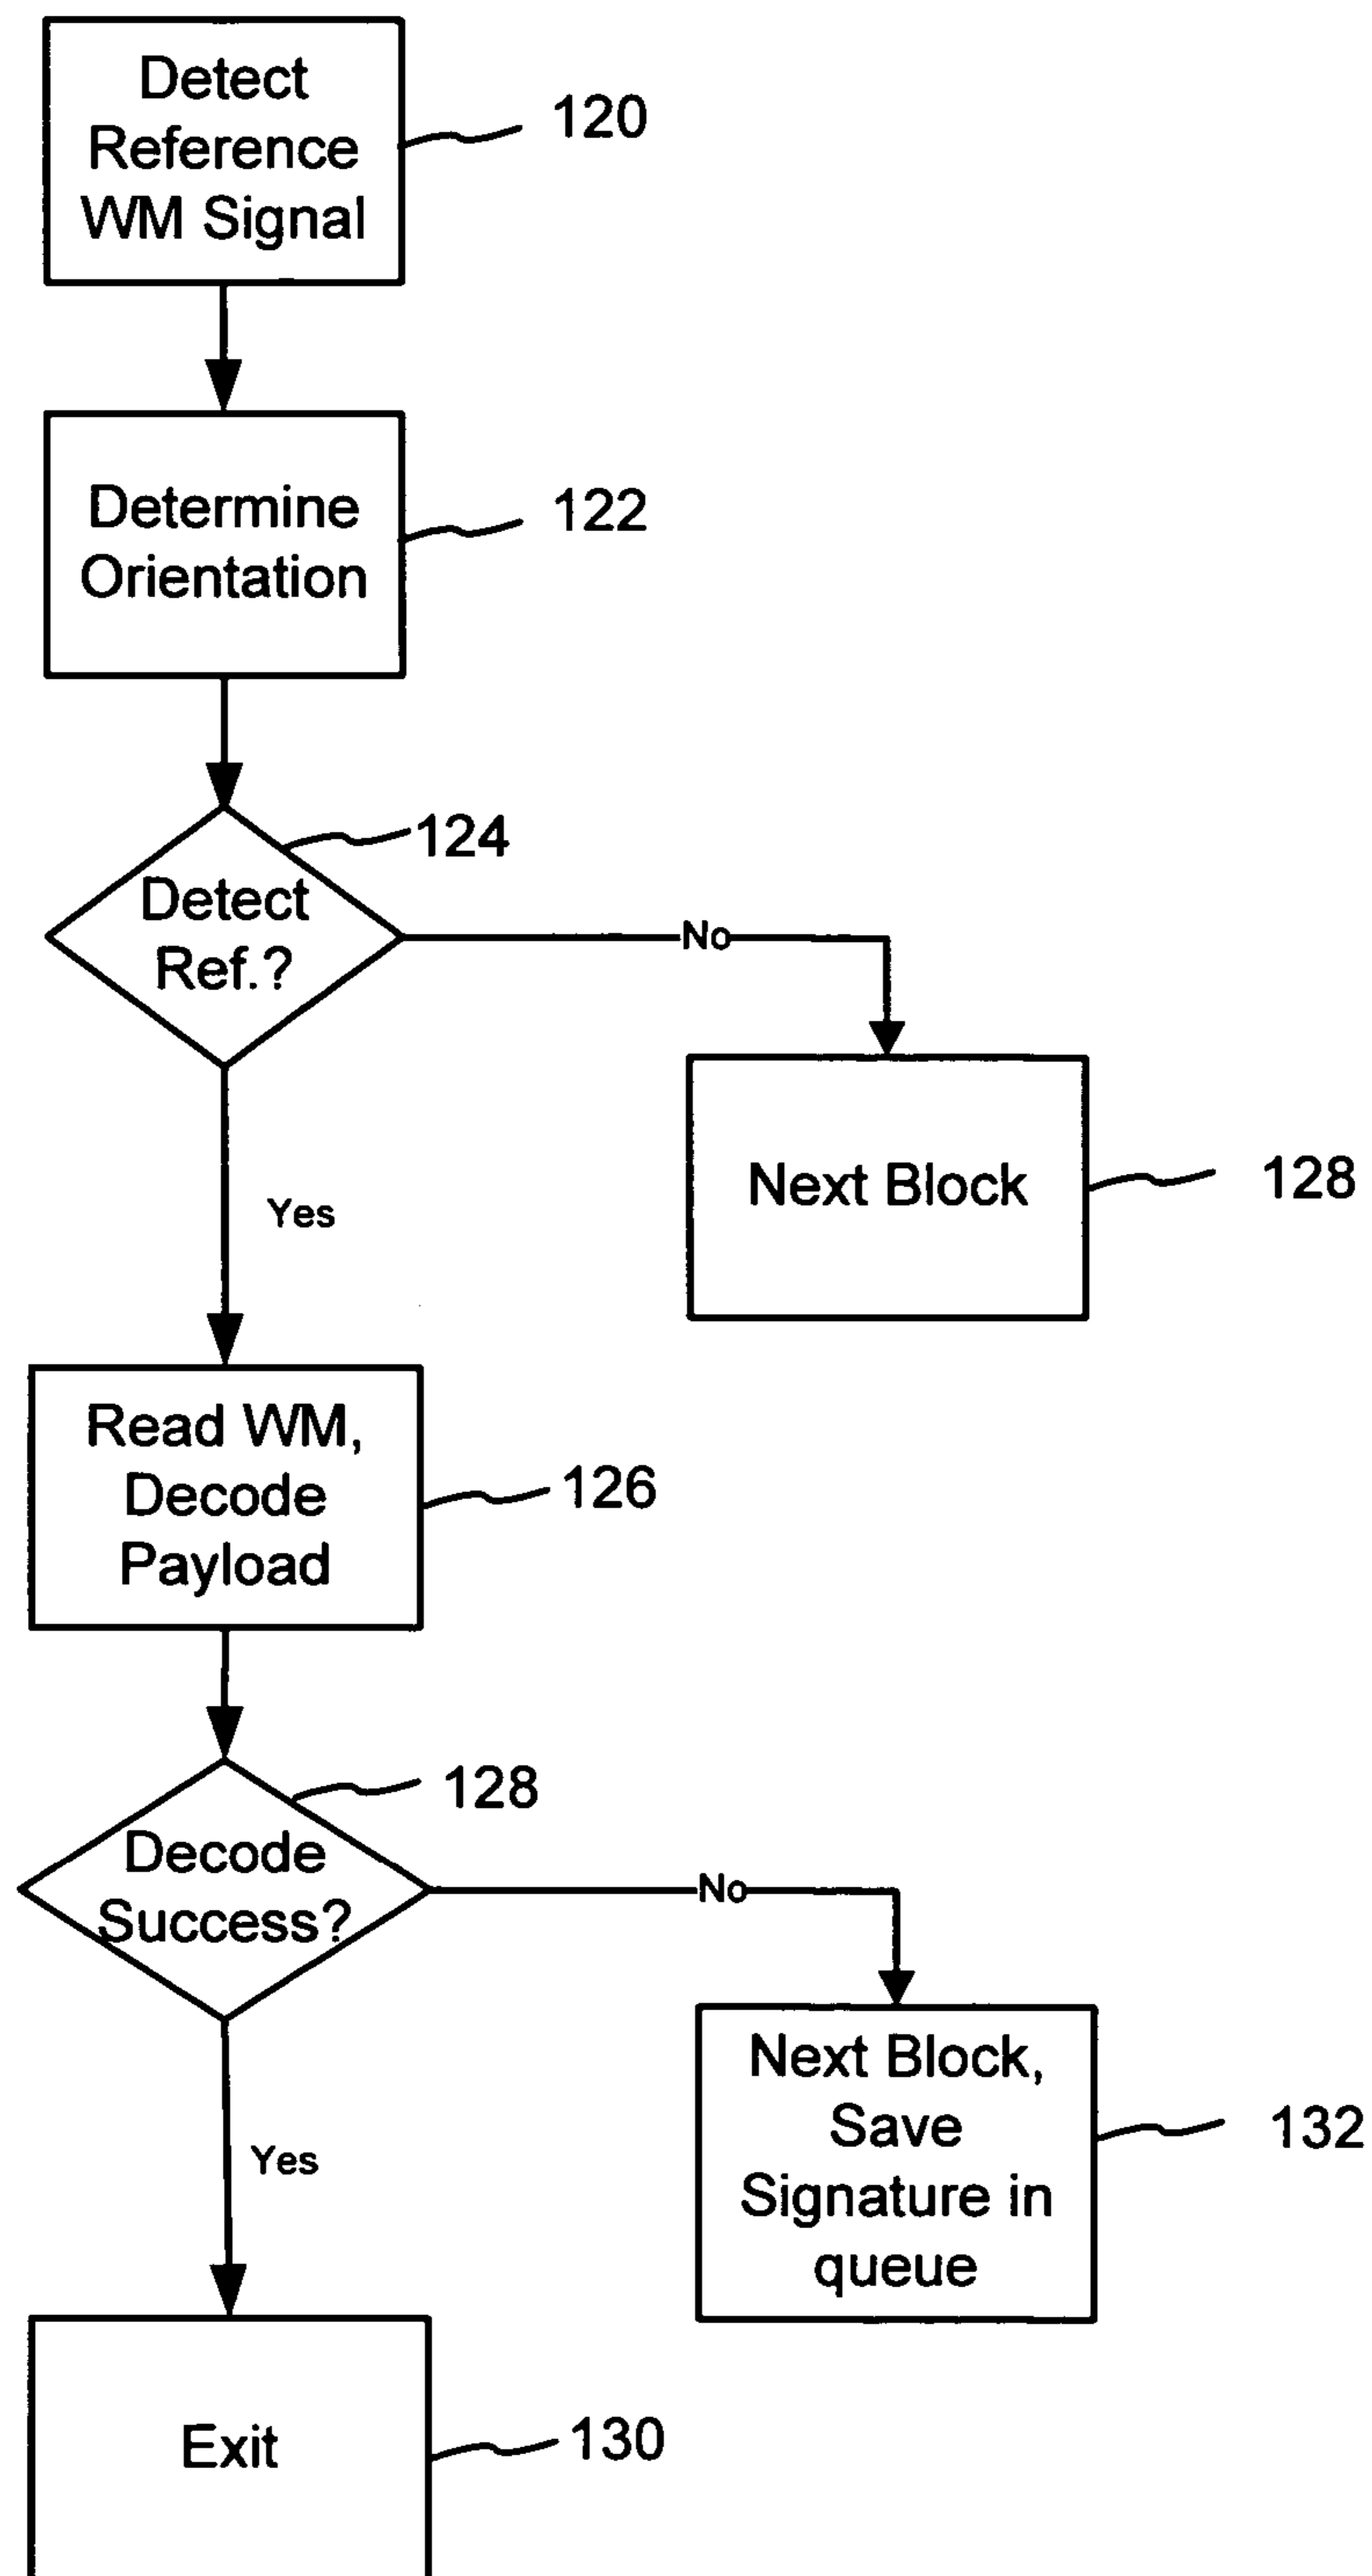 Detect
Reference
WM Signal
120
Determine
Orientation
122
124
Detect
Ref.?
No
Next Block
128
Yes
Read WM,
Decode
Payload
126
128
Decode
Success?
No
Next Block,
Save
Signature in
queue
132
Yes
Exit
130